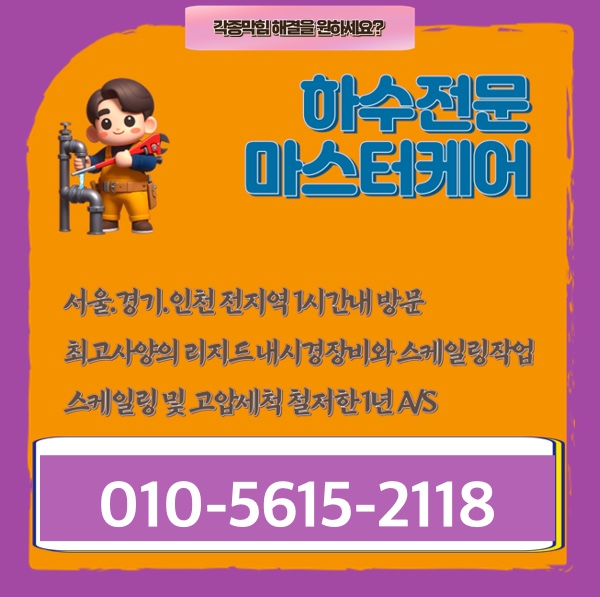 각종막힘 해결을 원하세요?
하수전문
마스터케어
서울.경기.인천 전지역 1시간내 방문
최고사양의 리지드 내시경장비와 스케일링작업
스케일링 및 고압세척 철저한 1년 A/S
010-5615-2118